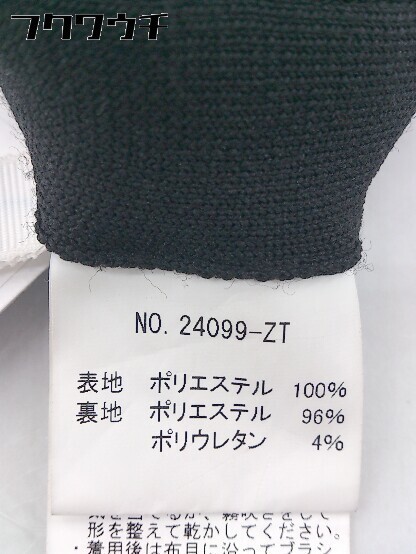 フクワウチ
NO. 24099-ZT
表地 ポリエステル 100%
裏地 ポリエステル 96%
ポリウレタン 4%
形を整えて乾かしてください。
・着用後は布目に沿ってブラシ